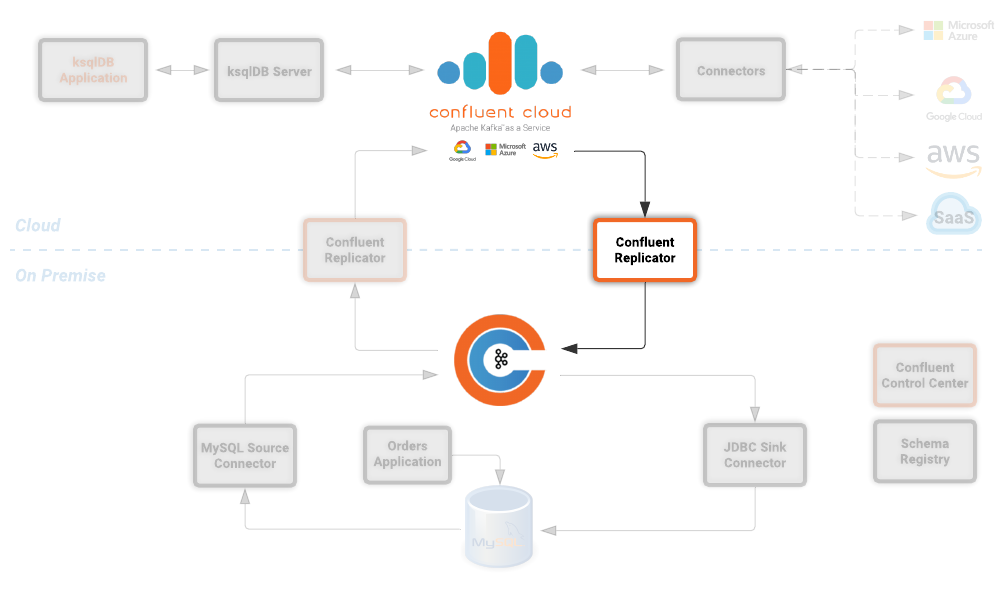 ksqlDB
Application
ksqlDB Server
confluent cloud
Apache Kafka® as a Service
Google Cloud
Microsoft
Azure
aws
Connectors
Microsoft
Azure
Google Cloud
aws
SaaS
Cloud
On Premise
Confluent
Replicator
Confluent
Replicator
Confluent
Control Center
Schema
Registry
MySQL Source
Connector
Orders
Application
JDBC Sink
Connector
MySQL